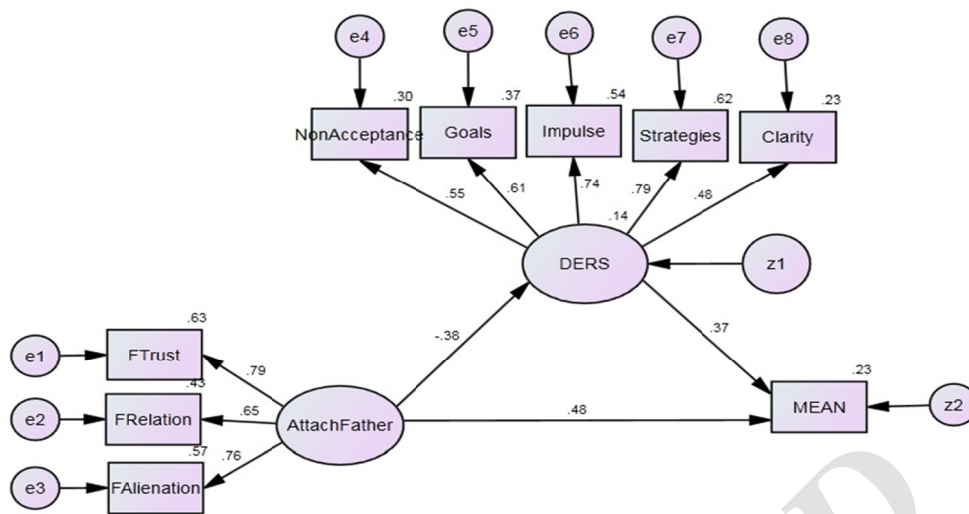 e4
e5
e6
e7
e8
.30
.37
.54
.62
.23
NonAcceptance
Goals
Impulse
Strategies
Clarity
.55
.61
.74
.79
.48
.14
DERS
z1
-.38
.37
.63
e1
FTrust
.79
.43
e2
FRelation
.65
AttachFather
.48
.23
MEAN
z2
.57
.76
e3
FAlienation